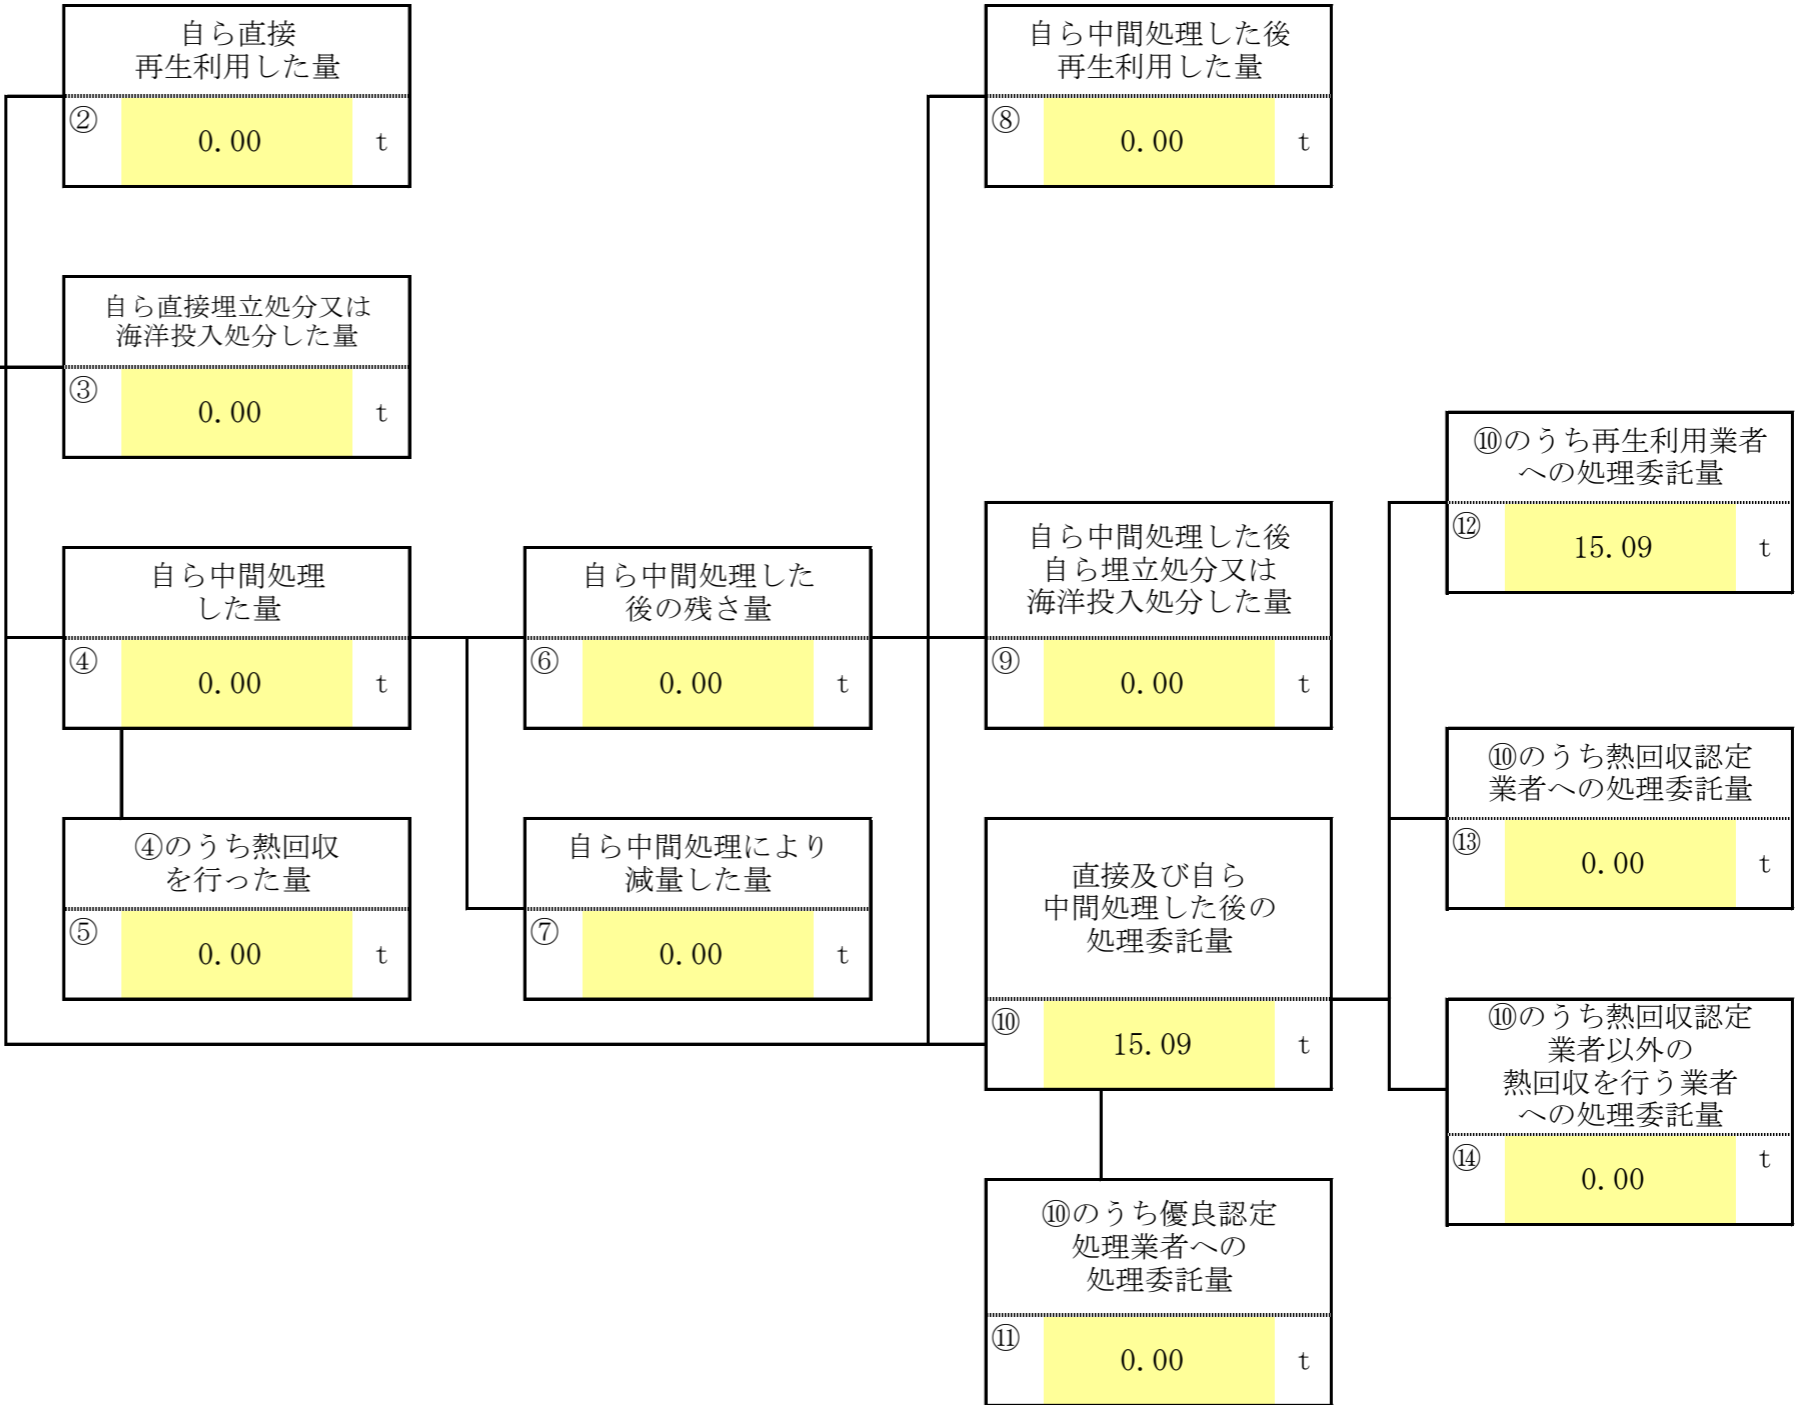 自ら直接
再生利用した量
② 0.00 t
自ら中間処理した後
再生利用した量
⑧ 0.00 t
自ら直接埋立処分又は
海洋投入処分した量
③ 0.00 t
⑩のうち再生利用業者
への処理委託量
⑫ 15.09 t
自ら中間処理
した量
④ 0.00 t
自ら中間処理した
後の残さ量
⑥ 0.00 t
自ら中間処理した後
自ら埋立処分又は
海洋投入処分した量
⑨ 0.00 t
⑩のうち熱回収認定
業者への処理委託量
⑬ 0.00 t
④のうち熱回収
を行った量
⑤ 0.00 t
自ら中間処理により
減量した量
⑦ 0.00 t
直接及び自ら
中間処理した後の
処理委託量
⑩ 15.09 t
⑩のうち熱回収認定
業者以外の
熱回収を行う業者
への処理委託量
⑭ 0.00 t
⑩のうち優良認定
処理業者への
処理委託量
⑪ 0.00 t